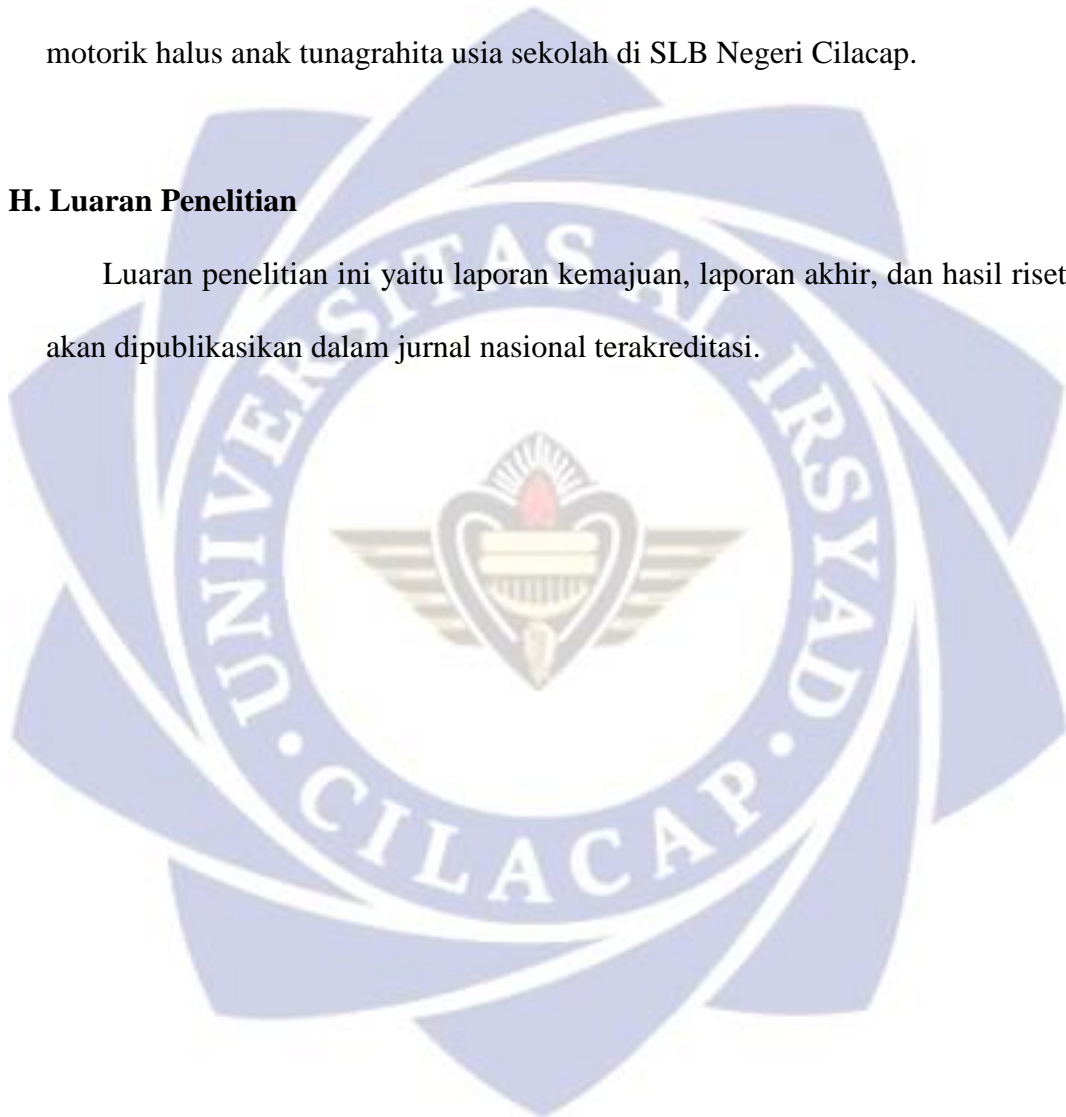 motorik halus anak tunagrahita usia sekolah di SLB Negeri Cilacap.
H. Luaran Penelitian
Luaran penelitian ini yaitu laporan kemajuan, laporan akhir, dan hasil riset
akan dipublikasikan dalam jurnal nasional terakreditasi.
UNIVERSITAS AL IRSYAD
• CILACAP •